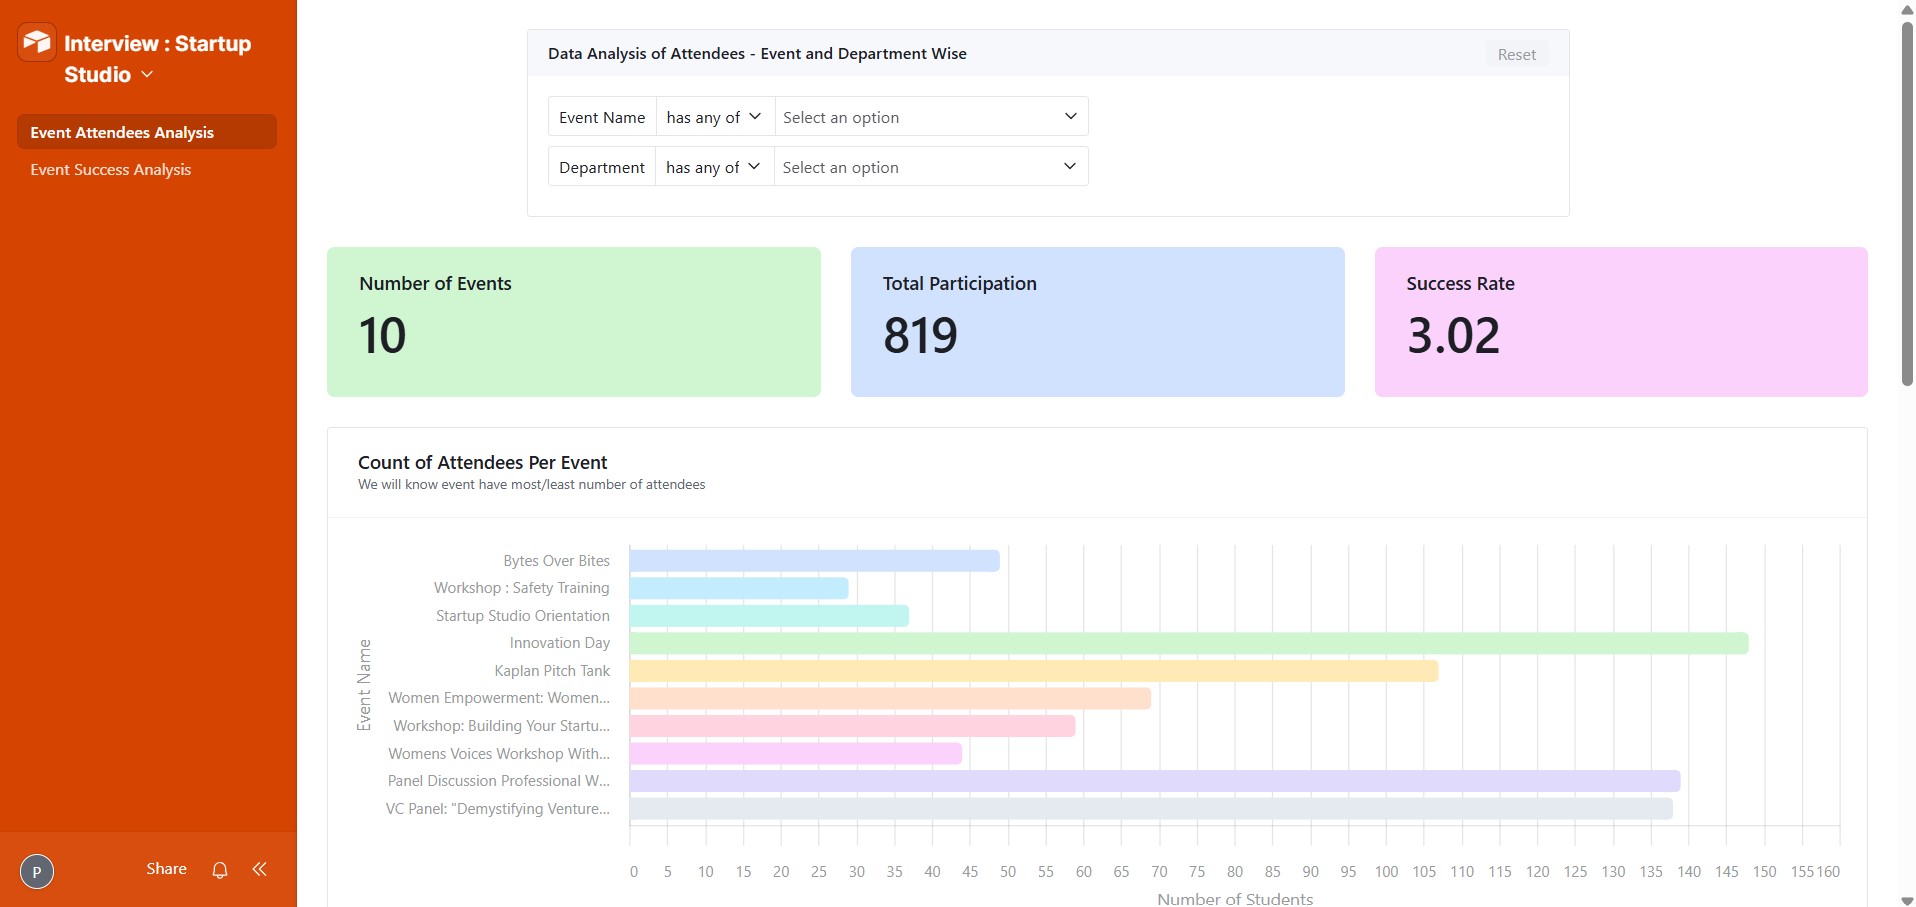 Interview : Startup
Studio
Event Attendees Analysis
Event Success Analysis
P
Share
Data Analysis of Attendees - Event and Department Wise
Reset
Event Name has any of Select an option
Department has any of Select an option
Number of Events
10
Total Participation
819
Success Rate
3.02
Count of Attendees Per Event
We will know event have most/least number of attendees
Event Name
Bytes Over Bites
Workshop : Safety Training
Startup Studio Orientation
Innovation Day
Kaplan Pitch Tank
Women Empowerment: Women...
Workshop: Building Your Startu...
Womens Voices Workshop With...
Panel Discussion Professional W...
VC Panel: "Demystifying Venture...
0 5 10 15 20 25 30 35 40 45 50 55 60 65 70 75 80 85 90 95 100 105 110 115 120 125 130 135 140 145 150 155 160
Number of Students